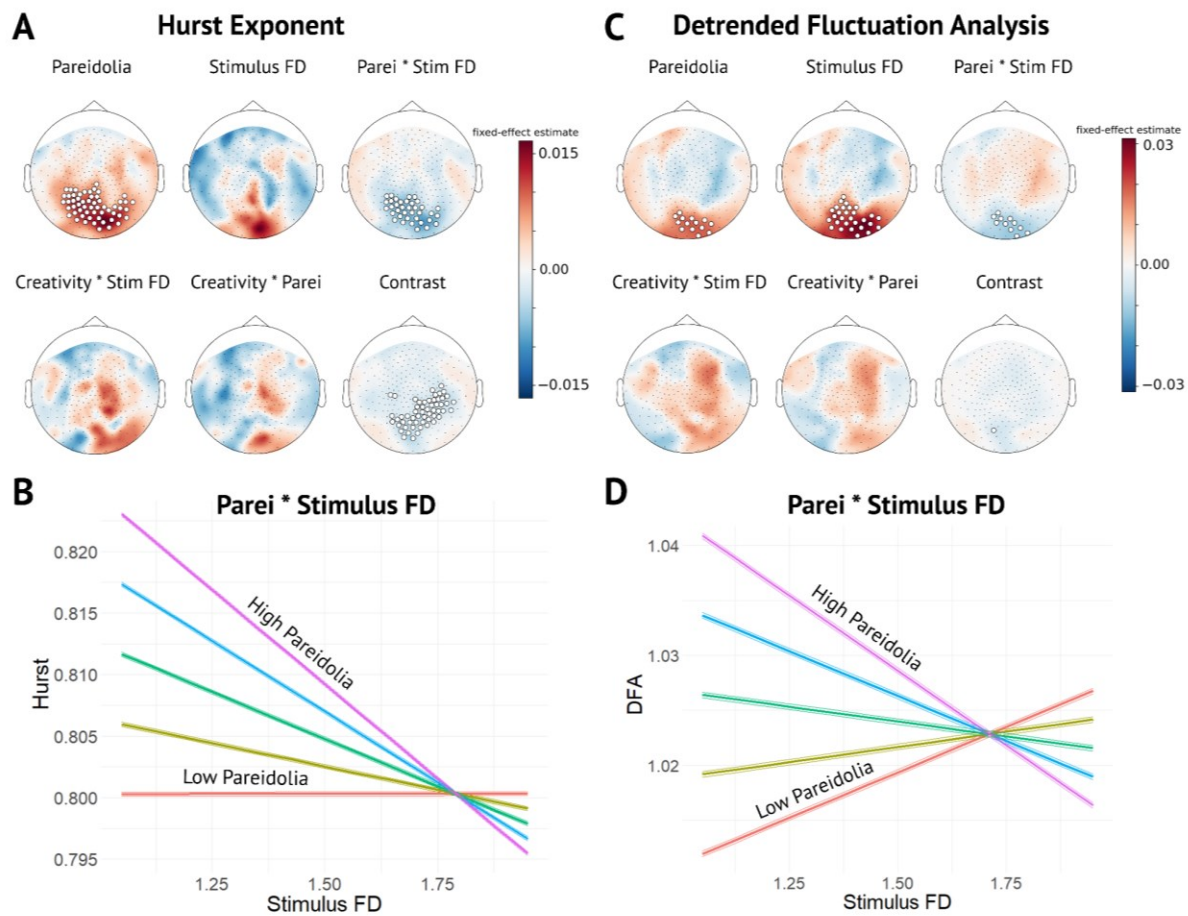 A
Hurst Exponent
Pareidolia
Stimulus FD
Parei * Stim FD
fixed-effect estimate
0.015
0.00
−0.015
Creativity * Stim FD
Creativity * Parei
Contrast
C
Detrended Fluctuation Analysis
Pareidolia
Stimulus FD
Parei * Stim FD
fixed-effect estimate
0.03
0.00
−0.03
Creativity * Stim FD
Creativity * Parei
Contrast
B
Parei * Stimulus FD
0.820
0.815
0.810
0.805
0.800
0.795
Hurst
High Pareidolia
Low Pareidolia
1.25
1.50
1.75
Stimulus FD
D
Parei * Stimulus FD
1.04
1.03
1.02
DFA
High Pareidolia
Low Pareidolia
1.25
1.50
1.75
Stimulus FD